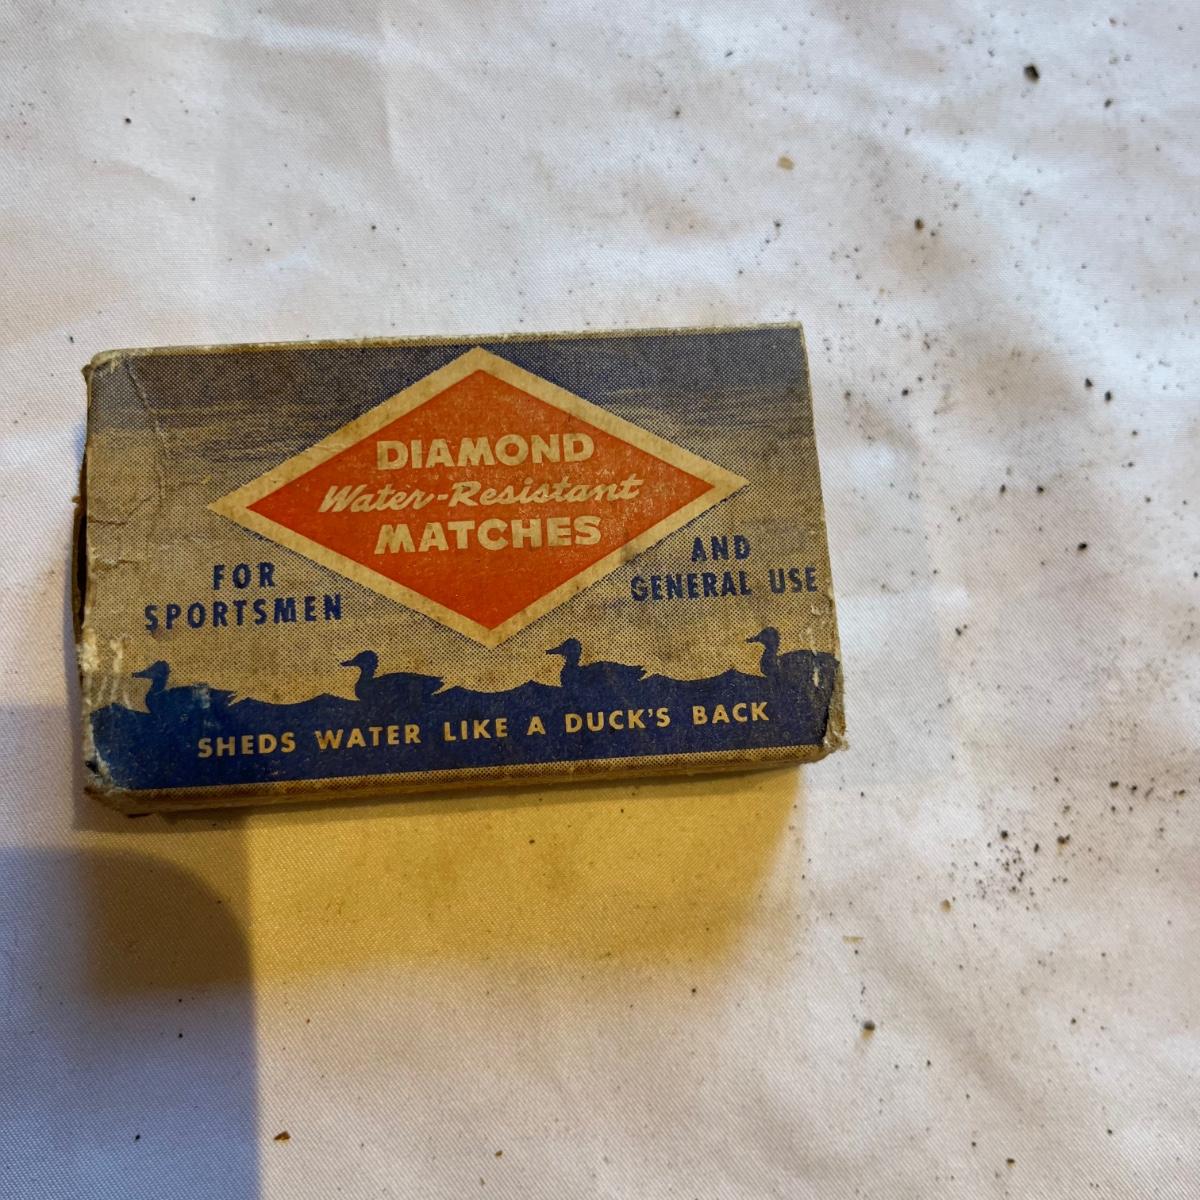 DIAMOND
Water-Resistant
MATCHES
FOR
SPORTSMEN
AND
GENERAL USE
SHEDS WATER LIKE A DUCK'S BACK